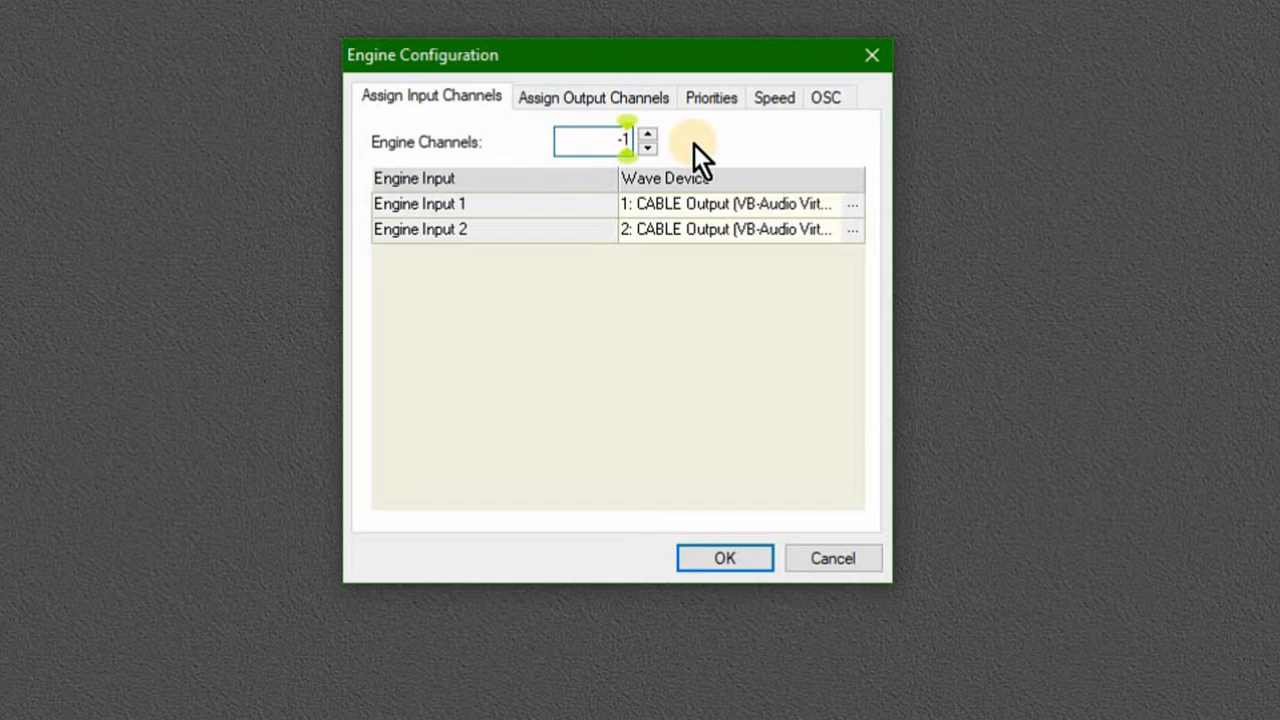 Engine Configuration
Assign Input Channels Assign Output Channels Priorities Speed OSC
Engine Channels: -1
Engine Input Wave Device
Engine Input 1 1: CABLE Output (VB-Audio Virt... ...
Engine Input 2 2: CABLE Output (VB-Audio Virt... ...
OK Cancel